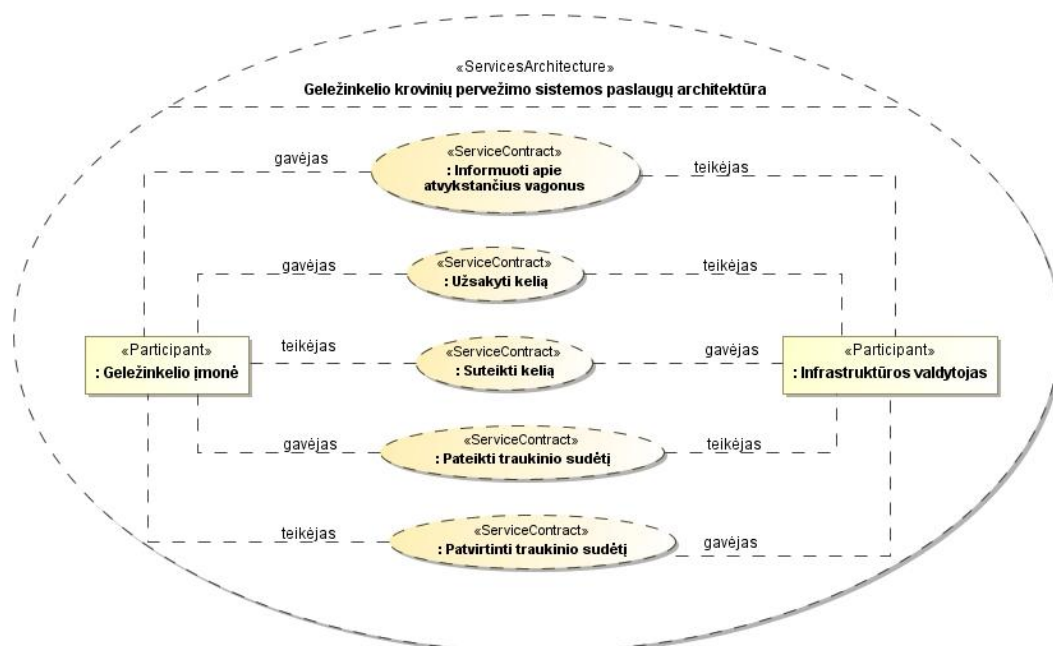 «ServicesArchitecture»
Geležinkelio krovinių pervežimo sistemos paslaugų architektūra
gavėjas
«ServiceContract»
: Informuoti apie
atvykstančius vagonus
teikėjas
gavėjas
«ServiceContract»
: Užsakyti kelią
teikėjas
«Participant»
: Geležinkelio įmonė
teikėjas
«ServiceContract»
: Suteikti kelią
gavėjas
«Participant»
: Infrastruktūros valdytojas
gavėjas
«ServiceContract»
: Pateikti traukinio sudėtį
teikėjas
teikėjas
«ServiceContract»
: Patvirtinti traukinio sudėtį
gavėjas